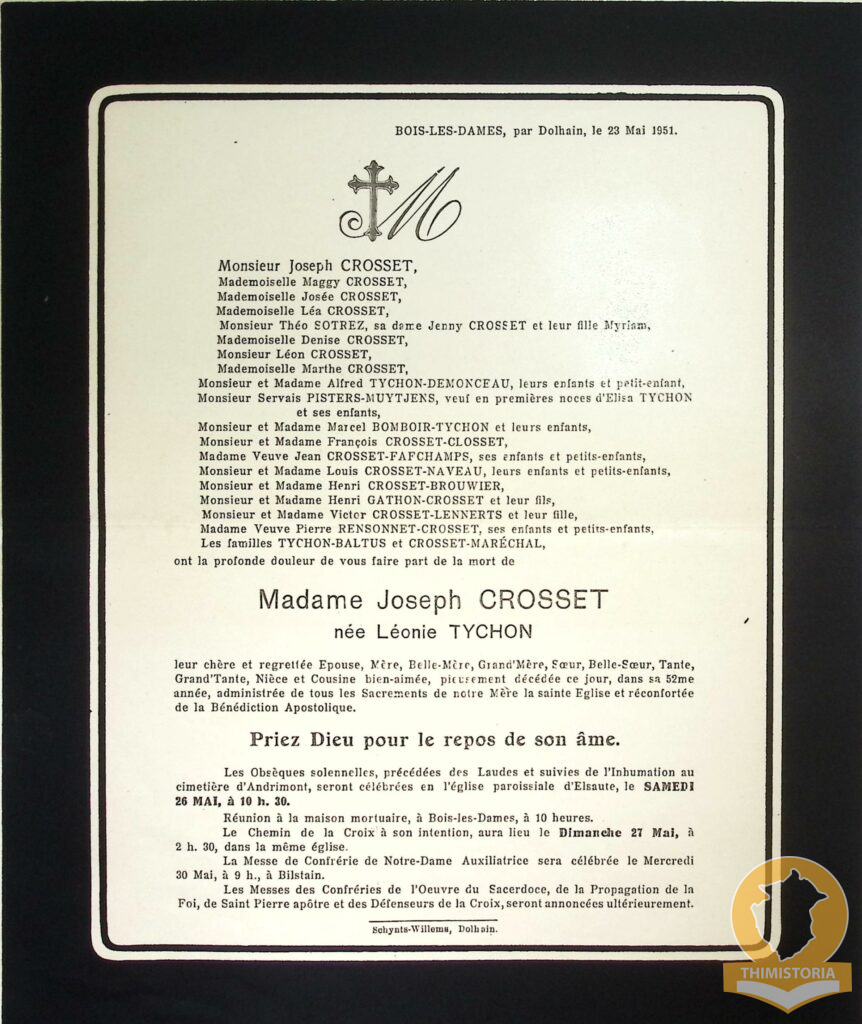 BOIS-LES-DAMES, par Dolhain, le 23 Mai 1951.
M
Monsieur Joseph CROSSET,
Mademoiselle Maggy CROSSET,
Mademoiselle Josée CROSSET,
Mademoiselle Léa CROSSET,
Monsieur Théo SOTREZ, sa dame Jenny CROSSET et leur fille Myriam,
Mademoiselle Denise CROSSET,
Monsieur Léon CROSSET,
Mademoiselle Marthe CROSSET,
Monsieur et Madame Alfred TYCHON-DEMONCEAU, leurs enfants et petit-enfant,
Monsieur Servais PISTERS-MUYTJENS, veuf en premières noces d'Elisa TYCHON
et ses enfants,
Monsieur et Madame Marcel BOMBOIR-TYCHON et leurs enfants,
Monsieur et Madame François CROSSET-CLOSSET,
Madame Veuve Jean CROSSET-FAFCHAMPS, ses enfants et petits-enfants,
Monsieur et Madame Louis CROSSET-NAVEAU, leurs enfants et petits-enfants,
Monsieur et Madame Henri CROSSET-BROUWIER,
Monsieur et Madame Henri GATHON-CROSSET et leur fils,
Monsieur et Madame Victor CROSSET-LENNERTS et leur fille,
Madame Veuve Pierre RENSONNET-CROSSET, ses enfants et petits-enfants,
Les familles TYCHON-BALTUS et CROSSET-MARÉCHAL,
ont la profonde douleur de vous faire part de la mort de
Madame Joseph CROSSET
née Léonie TYCHON
leur chère et regrettée Epouse, Mère, Belle-Mère, Grand'Mère, Sœur, Belle-Sœur, Tante,
Grand'Tante, Nièce et Cousine bien-aimée, pieusement décédée ce jour, dans sa 52me
année, administrée de tous les Sacrements de notre Mère la sainte Eglise et réconfortée
de la Bénédiction Apostolique.
Priez Dieu pour le repos de son âme.
Les Obsèques solennelles, précédées des Laudes et suivies de l'Inhumation au
cimetière d'Andrimont, seront célébrées en l'église paroissiale d'Elsaute, le SAMEDI
26 MAI, à 10 h. 30.
Réunion à la maison mortuaire, à Bois-les-Dames, à 10 heures.
Le Chemin de la Croix à son intention, aura lieu le Dimanche 27 Mai, à
2 h. 30, dans la même église.
La Messe de Confrérie de Notre-Dame Auxiliatrice sera célébrée le Mercredi
30 Mai, à 9 h., à Bilstain.
Les Messes des Confréries de l'Oeuvre du Sacerdoce, de la Propagation de la
Foi, de Saint Pierre apôtre et des Défenseurs de la Croix, seront annoncées ultérieurement.
Schynts-Willems, Dolhain.
THIMISTORIA